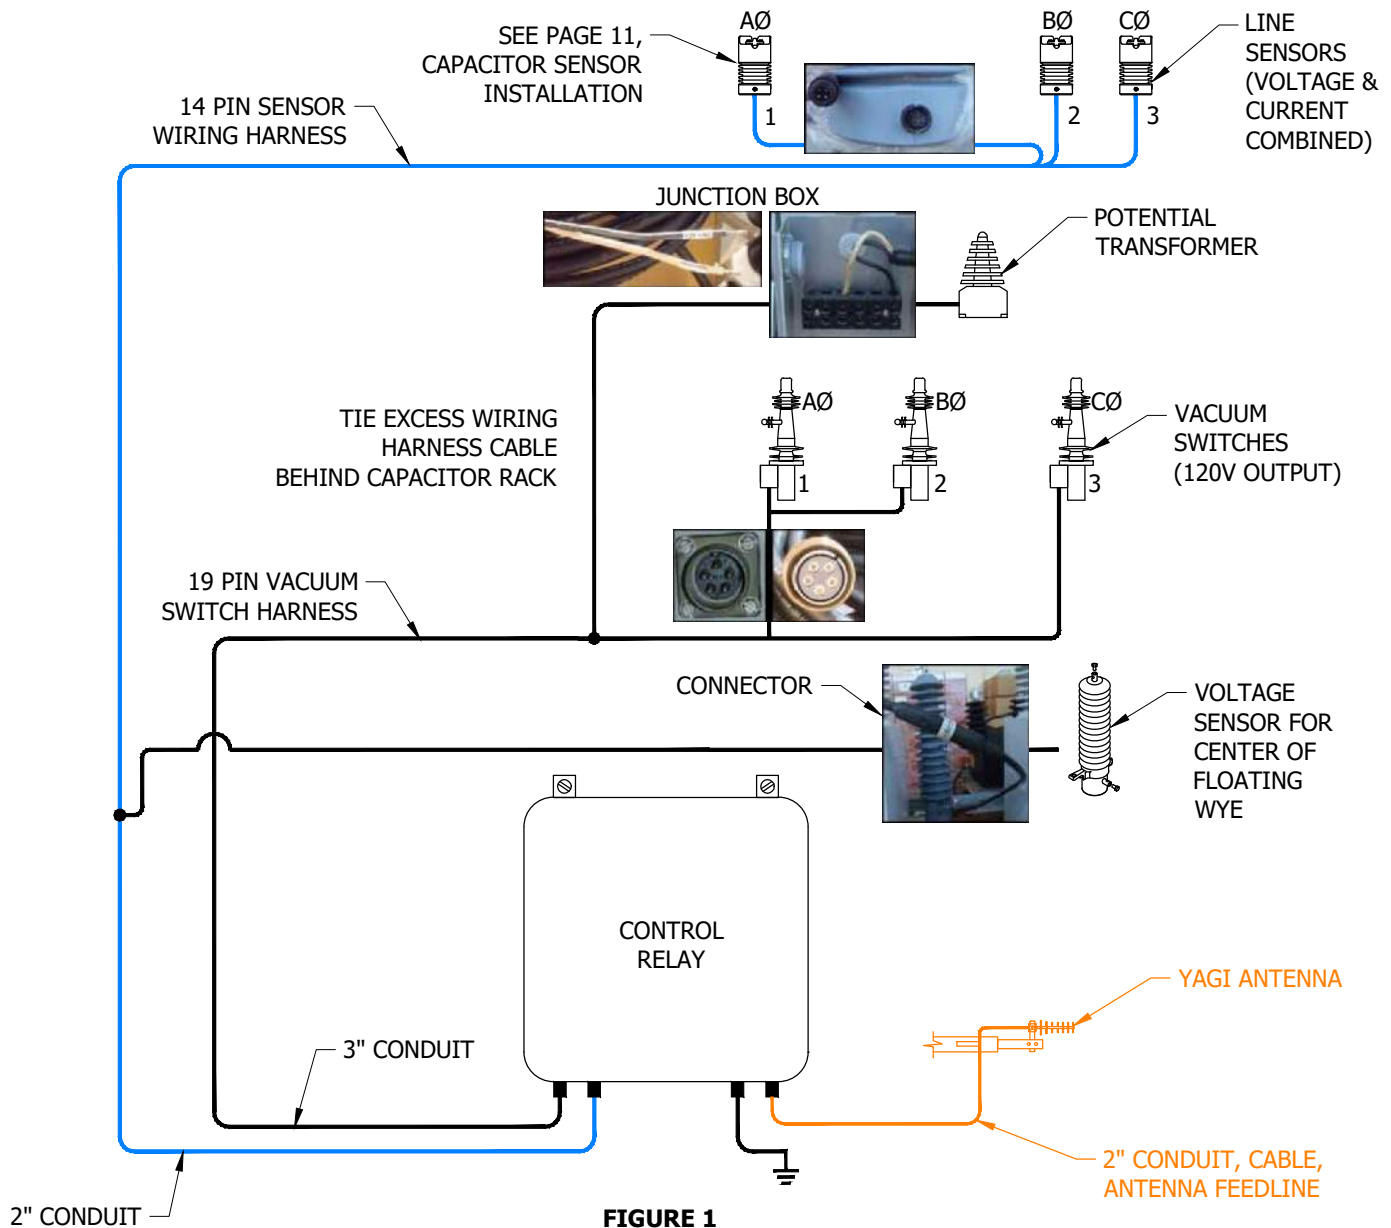 AØ
BØ
CØ
SEE PAGE 11,
CAPACITOR SENSOR
INSTALLATION
LINE
SENSORS
(VOLTAGE &
CURRENT
COMBINED)
1
2
3
14 PIN SENSOR
WIRING HARNESS
JUNCTION BOX
POTENTIAL
TRANSFORMER
TIE EXCESS WIRING
HARNESS CABLE
BEHIND CAPACITOR RACK
AØ
BØ
CØ
1
2
3
VACUUM
SWITCHES
(120V OUTPUT)
19 PIN VACUUM
SWITCH HARNESS
CONNECTOR
VOLTAGE
SENSOR FOR
CENTER OF
FLOATING
WYE
CONTROL
RELAY
YAGI ANTENNA
3" CONDUIT
2" CONDUIT, CABLE,
ANTENNA FEEDLINE
2" CONDUIT
FIGURE 1